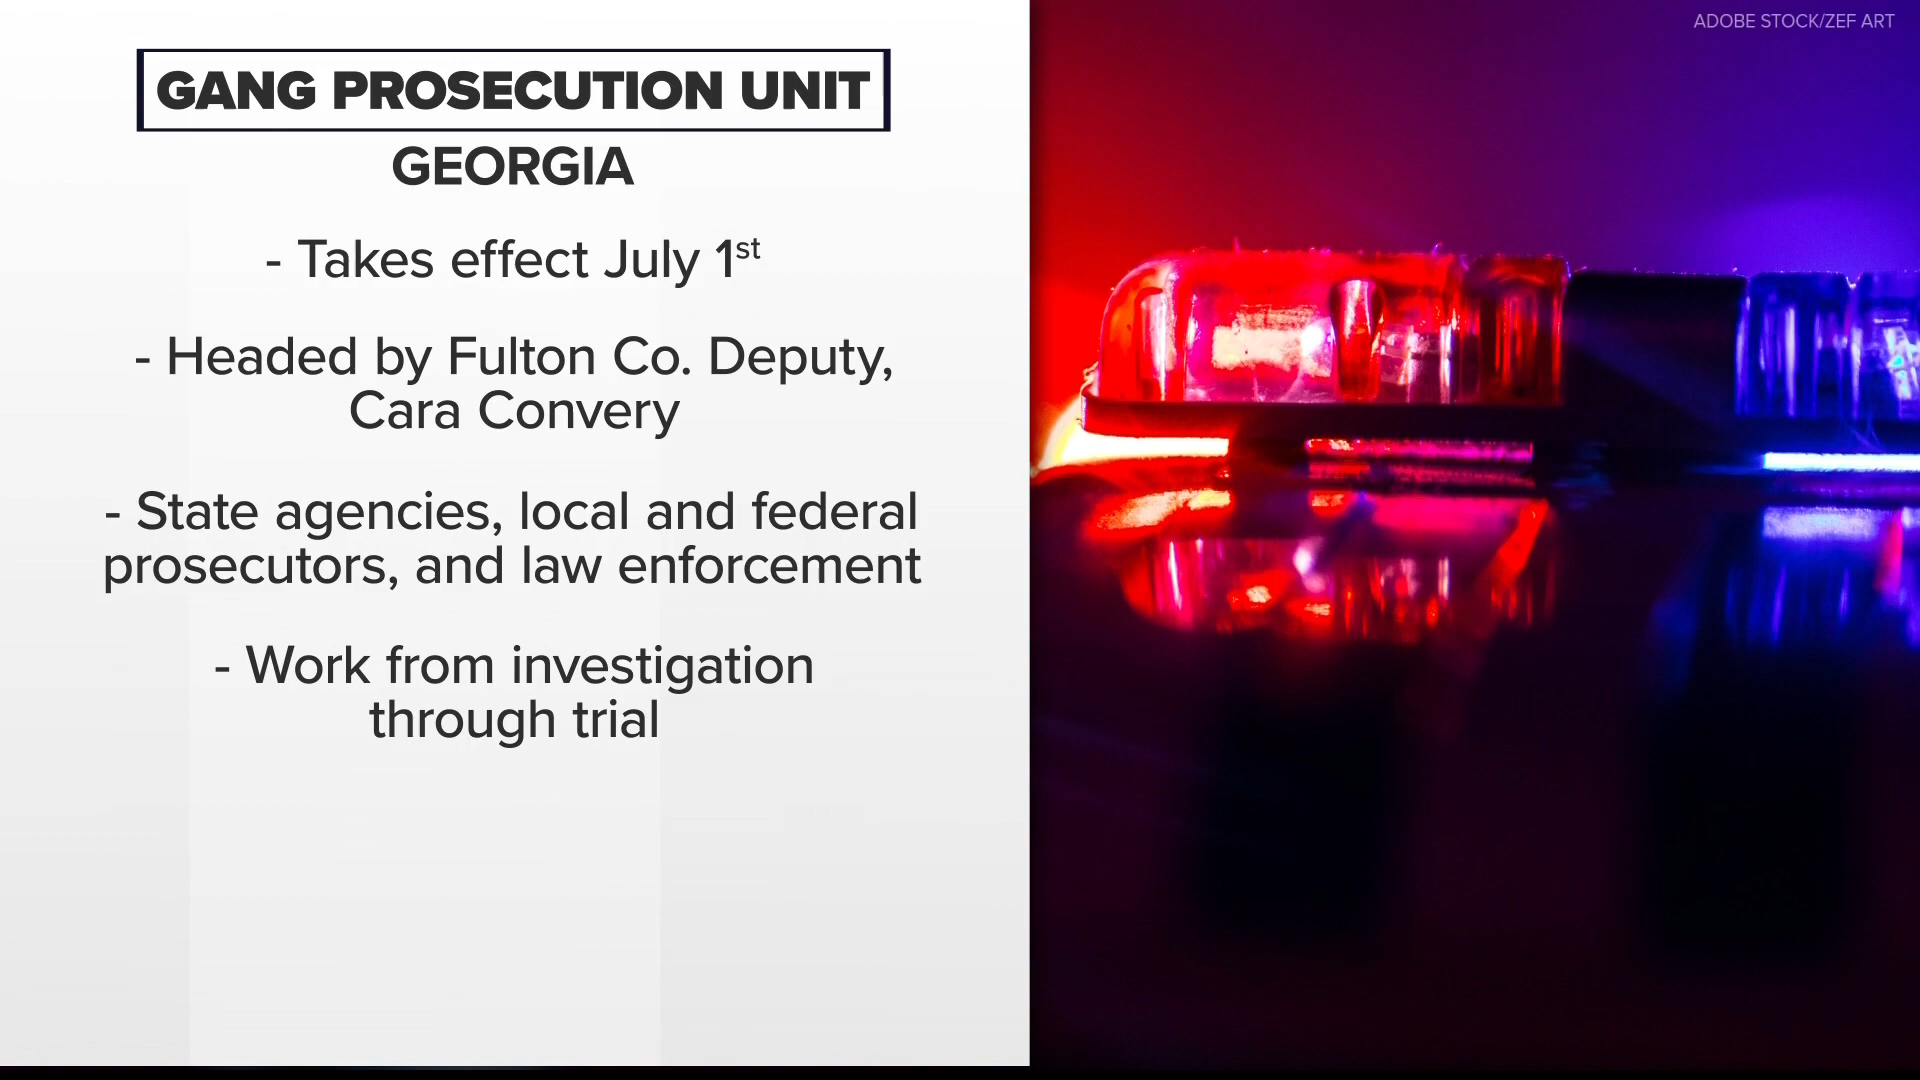 ADOBE STOCK/ZEF ART
GANG PROSECUTION UNIT
GEORGIA
- Takes effect July 1st
- Headed by Fulton Co. Deputy,
Cara Convery
- State agencies, local and federal
prosecutors, and law enforcement
- Work from investigation
through trial